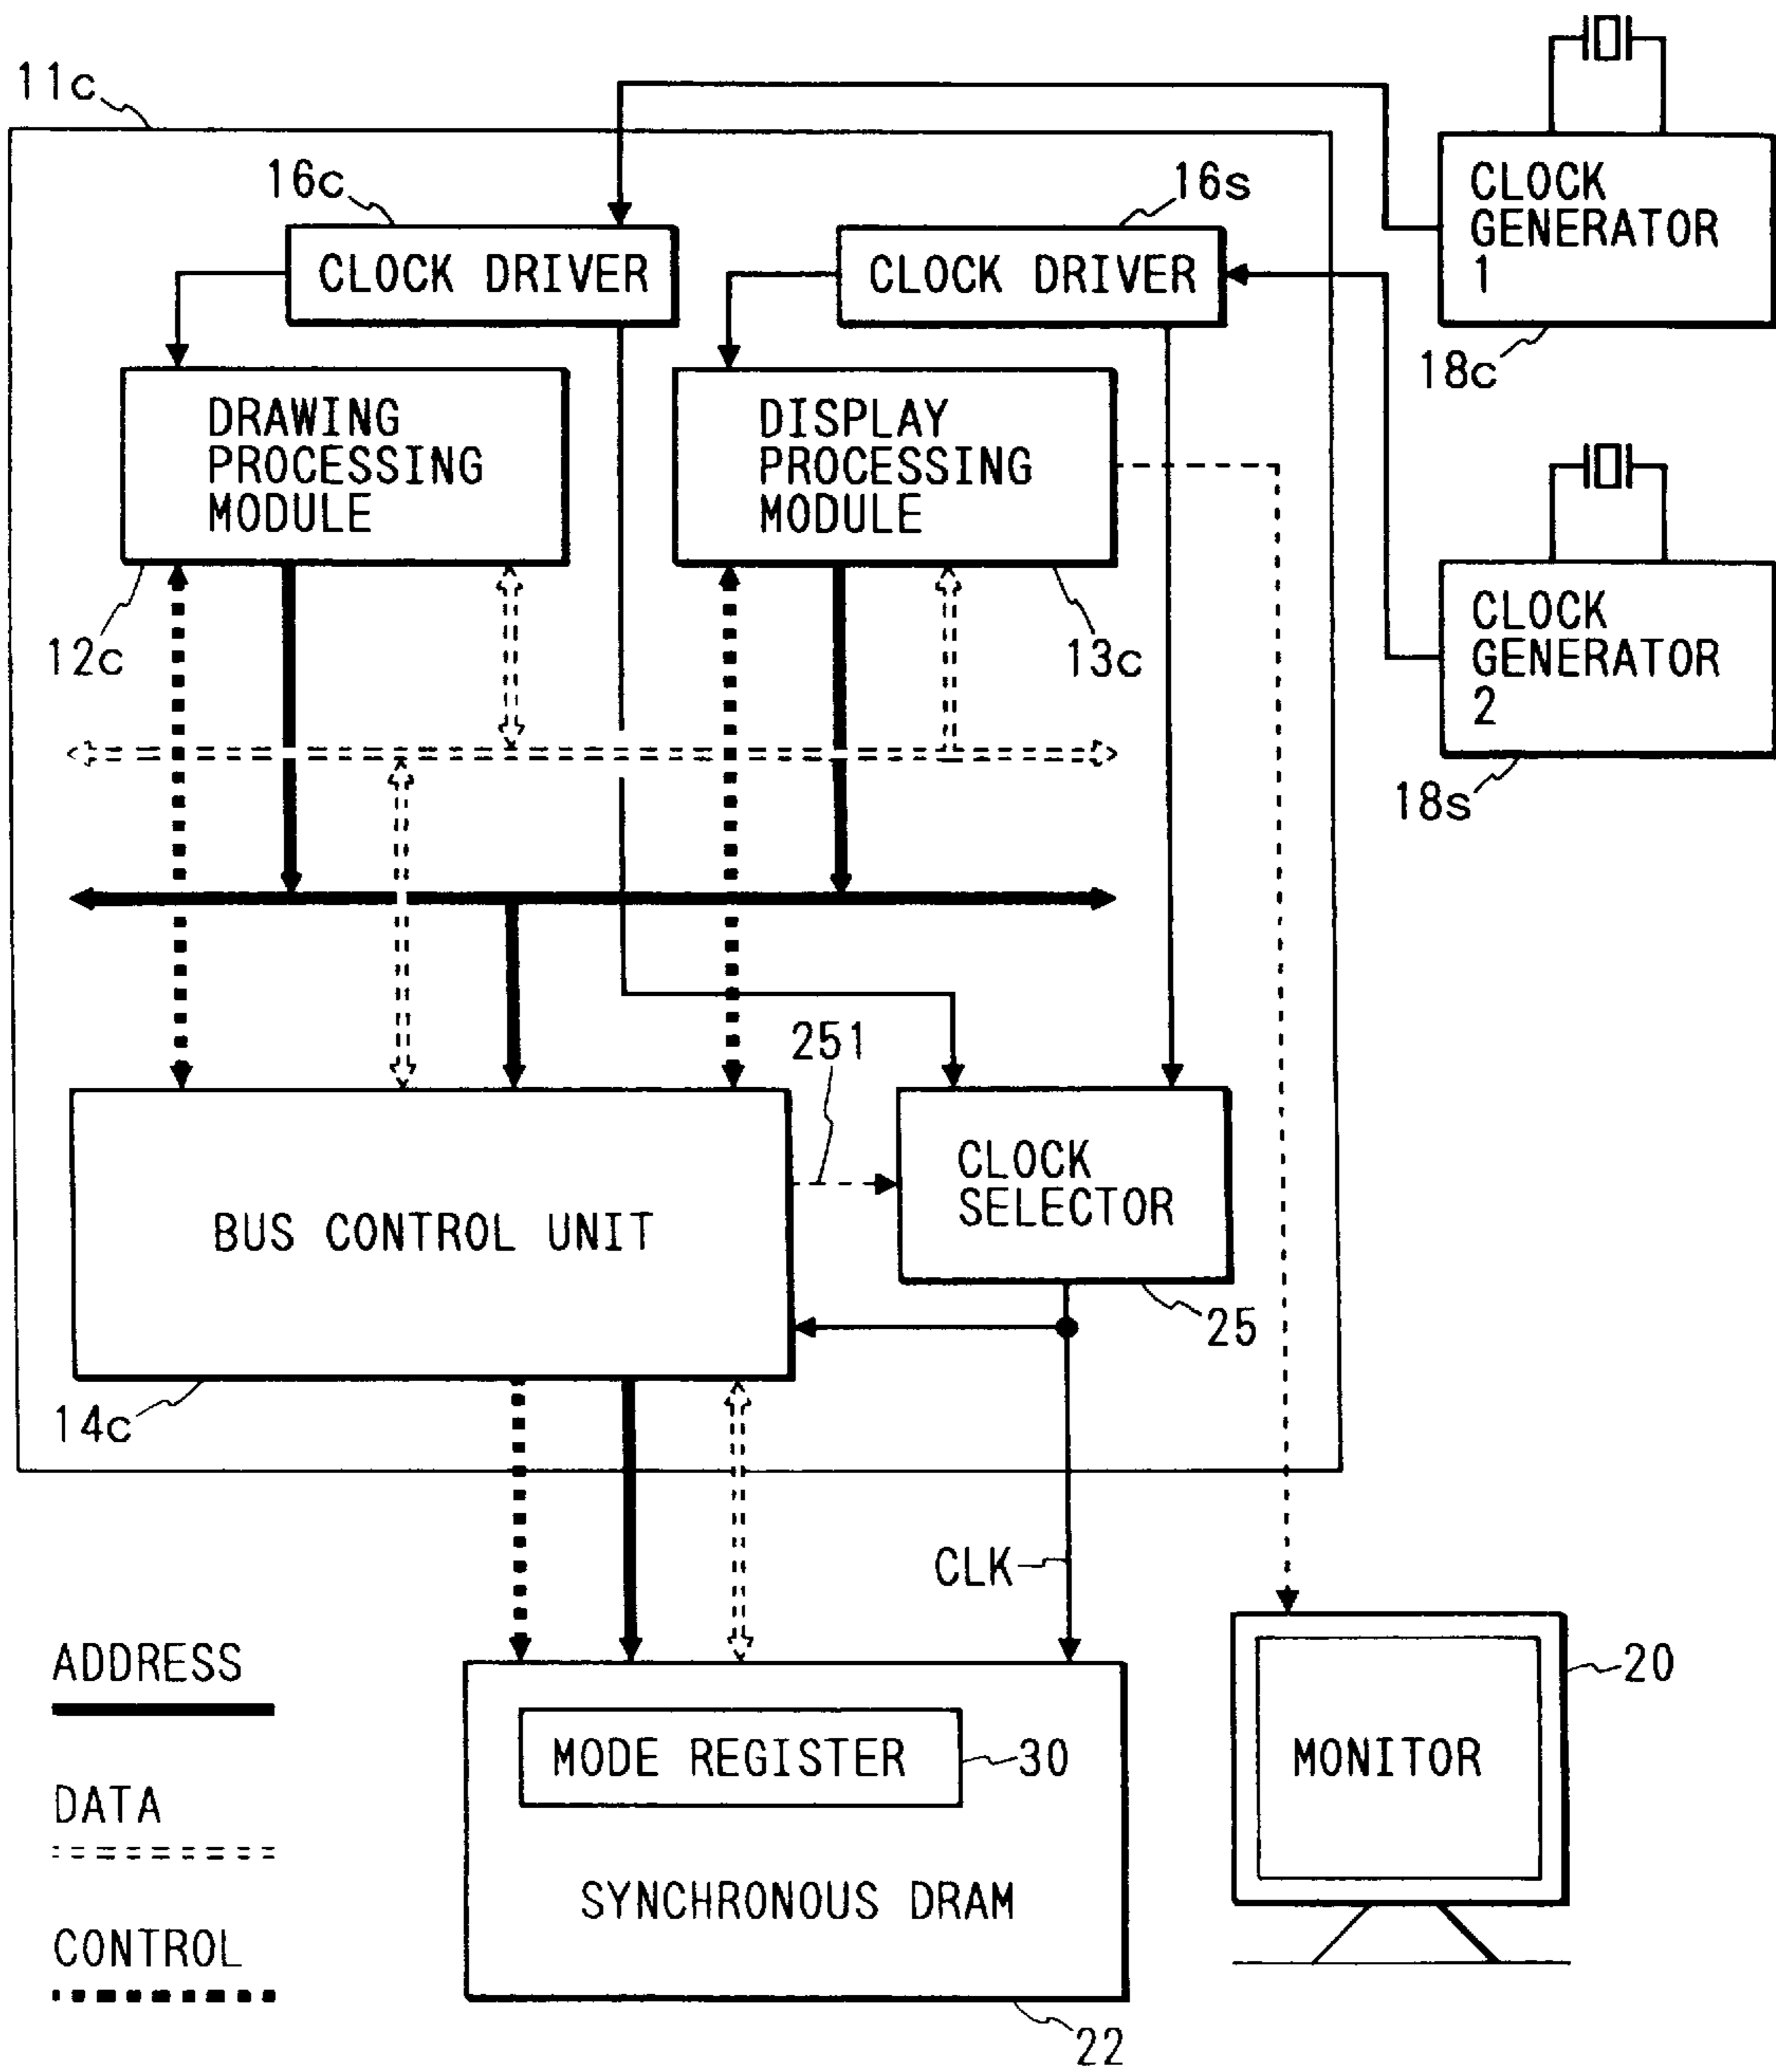 11c
16c
16s
CLOCK
GENERATOR
1
CLOCK DRIVER
CLOCK DRIVER
18c
DRAWING
PROCESSING
MODULE
DISPLAY
PROCESSING
MODULE
12c
13c
CLOCK
GENERATOR
2
18s
251
BUS CONTROL UNIT
CLOCK
SELECTOR
25
14c
CLK
ADDRESS
DATA
CONTROL
MODE REGISTER
30
SYNCHRONOUS DRAM
22
MONITOR
20